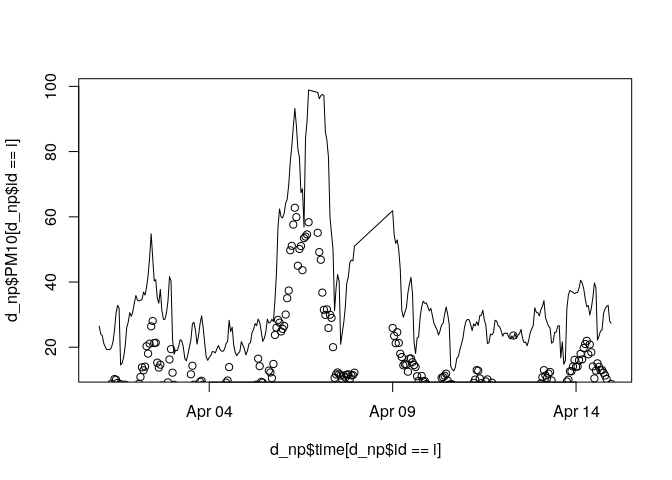 d_np$PM10[d_np$id == i]
100
80
60
40
20
Apr 04
Apr 09
Apr 14
d_np$time[d_np$id == i]